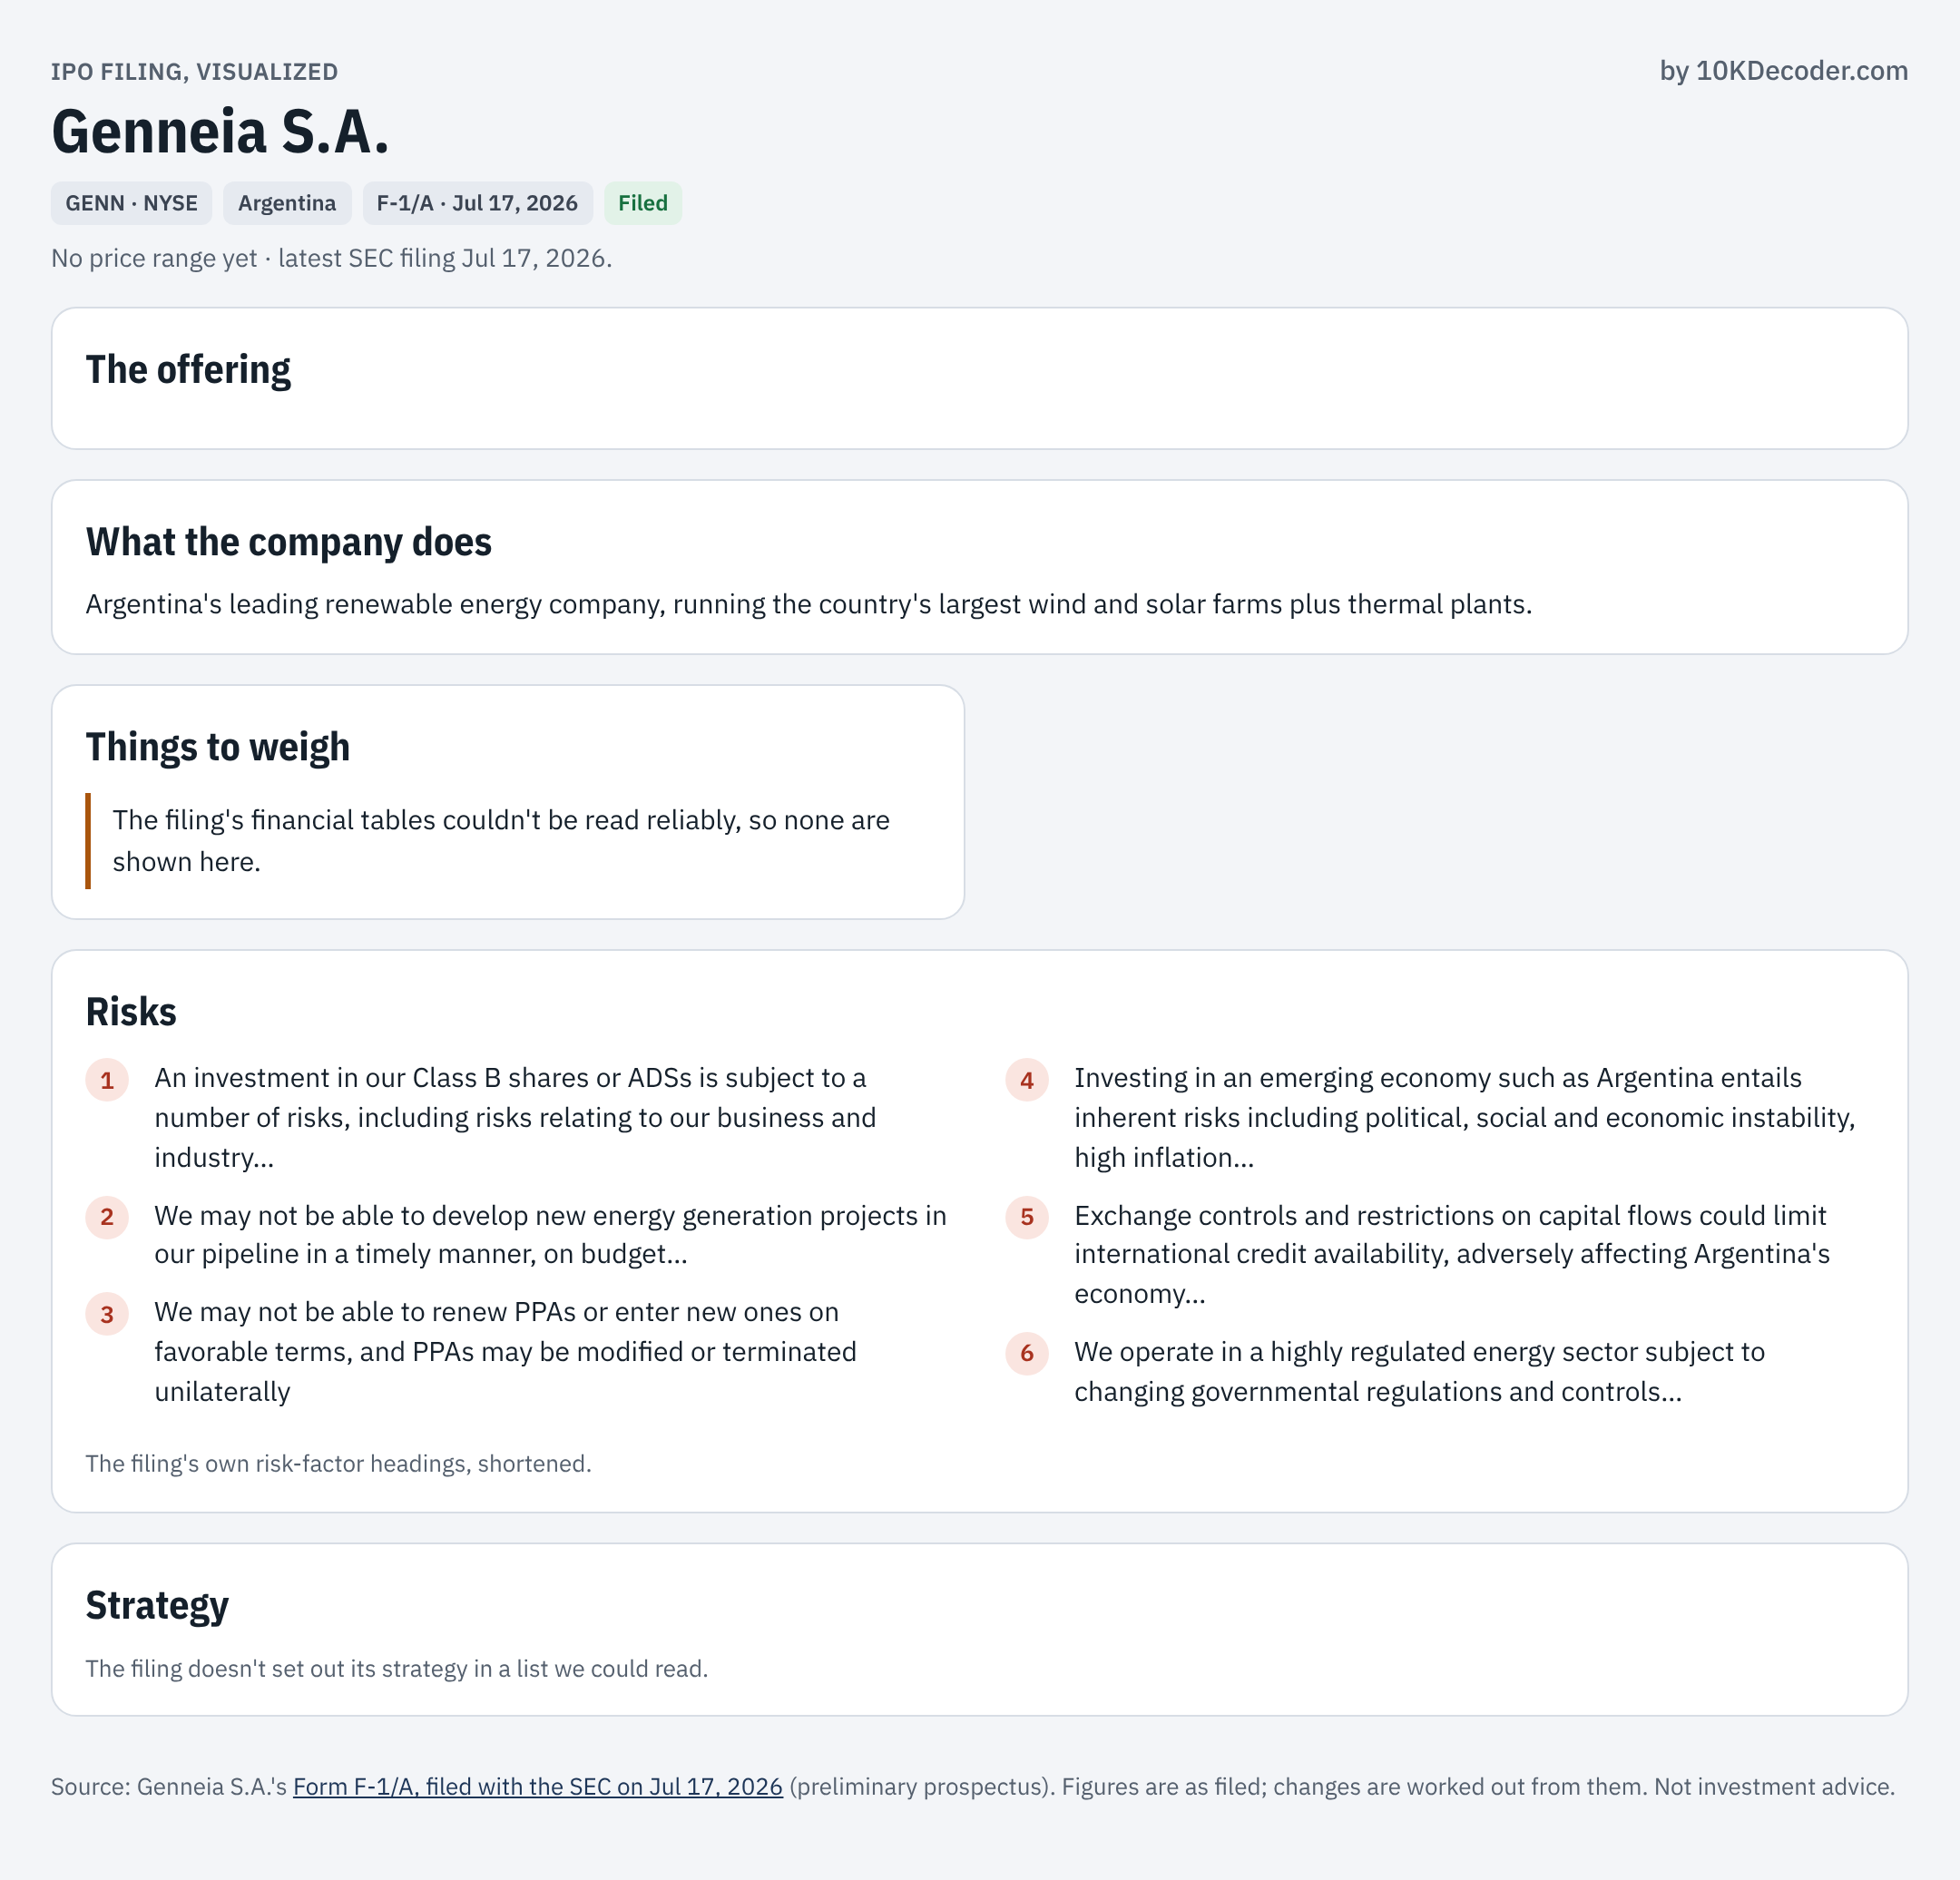 IPO FILING, VISUALIZED
by 10KDecoder.com
Genneia S.A.
GENN · NYSE
Argentina
F-1/A · Jul 17, 2026
Filed
No price range yet · latest SEC filing Jul 17, 2026.
The offering
What the company does
Argentina's leading renewable energy company, running the country's largest wind and solar farms plus thermal plants.
Things to weigh
The filing's financial tables couldn't be read reliably, so none are
shown here.
Risks
1
An investment in our Class B shares or ADSs is subject to a
number of risks, including risks relating to our business and
industry...
2
We may not be able to develop new energy generation projects in
our pipeline in a timely manner, on budget...
3
We may not be able to renew PPAs or enter new ones on
favorable terms, and PPAs may be modified or terminated
unilaterally
4
Investing in an emerging economy such as Argentina entails
inherent risks including political, social and economic instability,
high inflation...
5
Exchange controls and restrictions on capital flows could limit
international credit availability, adversely affecting Argentina's
economy...
6
We operate in a highly regulated energy sector subject to
changing governmental regulations and controls...
The filing's own risk-factor headings, shortened.
Strategy
The filing doesn't set out its strategy in a list we could read.
Source: Genneia S.A.'s Form F-1/A, filed with the SEC on Jul 17, 2026 (preliminary prospectus). Figures are as filed; changes are worked out from them. Not investment advice.